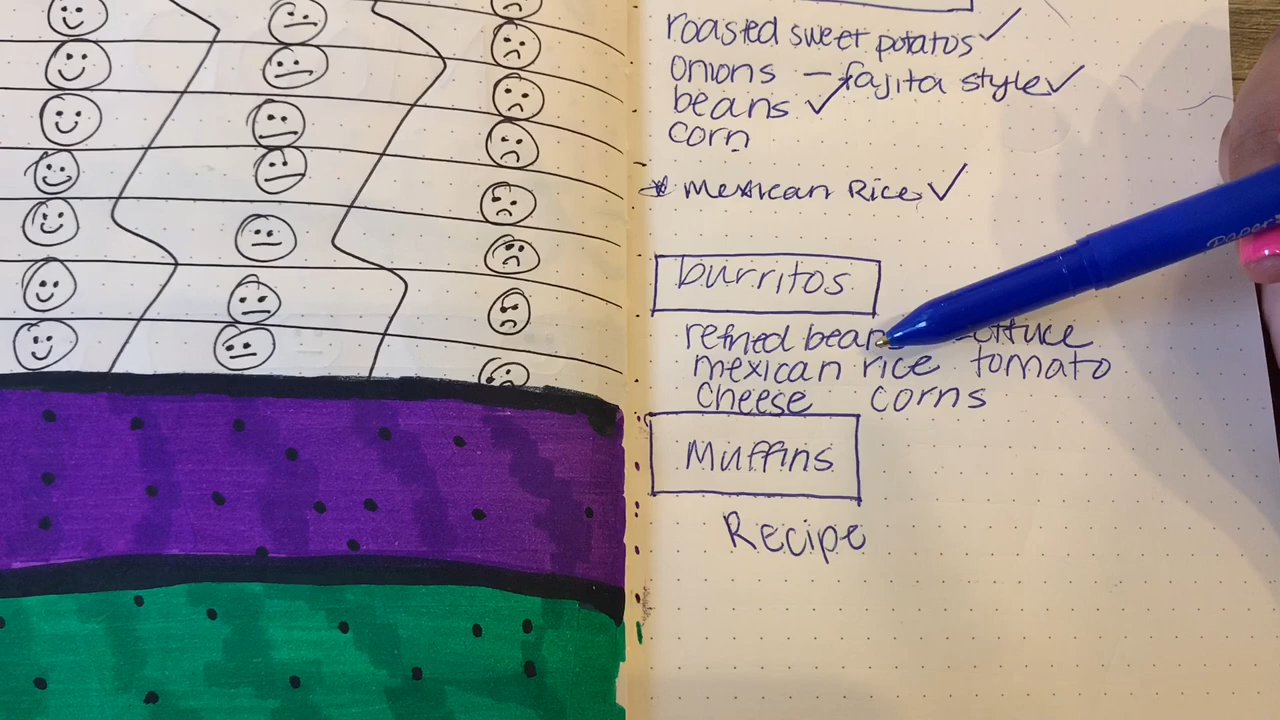 roasted sweet potatos ✓
onions — fajita style ✓
beans ✓
corn
* mexican Rice ✓
burritos
refried beans
mexican rice tomato
cheese corns
Muffins
Recipe